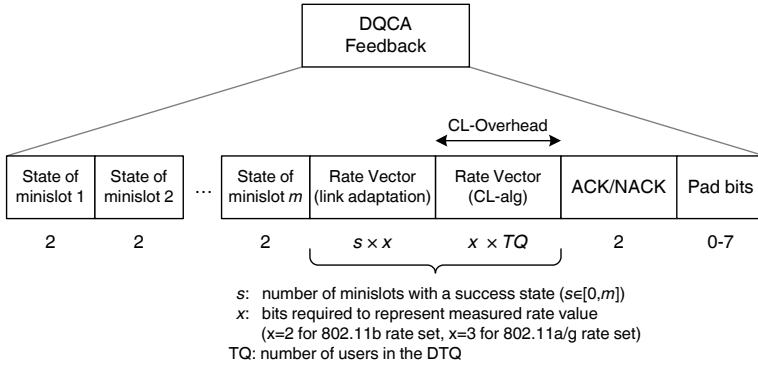 DQCA
Feedback
CL-Overhead
State of
minislot 1
State of
minislot 2
...
State of
minislot m
Rate Vector
(link adaptation)
Rate Vector
(CL-alg)
ACK/NACK
Pad bits
2
2
2
s × x
x × TQ
2
0-7
s: number of minislots with a success state (s∈[0,m])
x: bits required to represent measured rate value
(x=2 for 802.11b rate set, x=3 for 802.11a/g rate set)
TQ: number of users in the DTQ